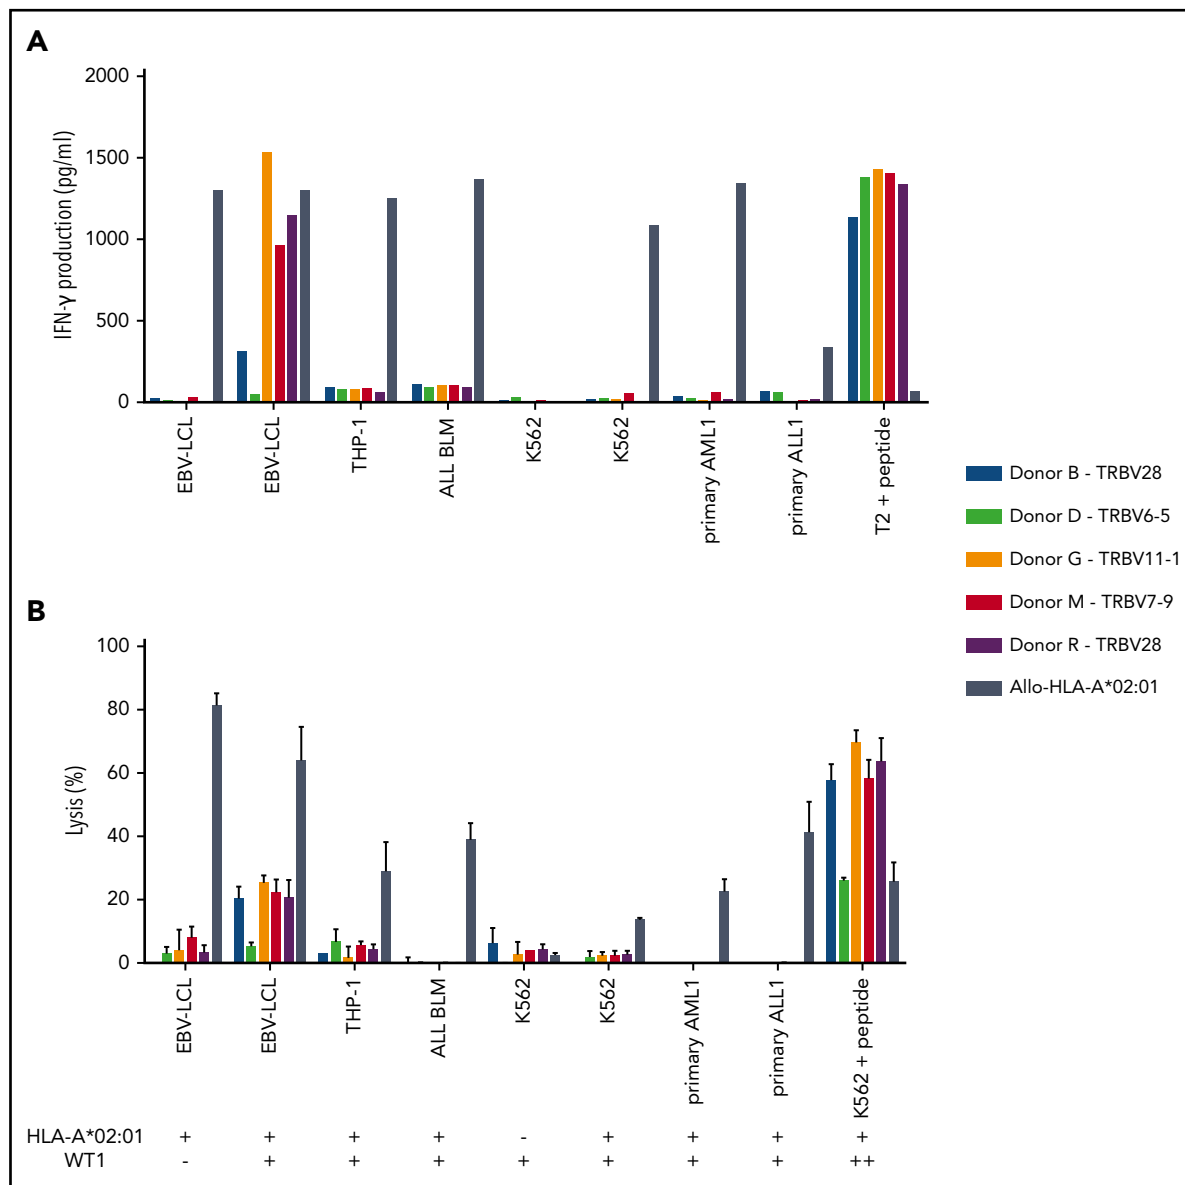 A
IFN-γ production (pg/ml)
2000
1500
1000
500
0
EBV-LCL
EBV-LCL
THP-1
ALL BLM
K562
K562
primary AML1
primary ALL1
T2 + peptide
Donor B - TRBV28
Donor D - TRBV6-5
Donor G - TRBV11-1
Donor M - TRBV7-9
Donor R - TRBV28
Allo-HLA-A*02:01
B
Lysis (%)
100
80
60
40
20
0
EBV-LCL
EBV-LCL
THP-1
ALL BLM
K562
K562
primary AML1
primary ALL1
K562 + peptide
HLA-A*02:01 + + + + - + + + +
WT1 - + + + + + + + ++